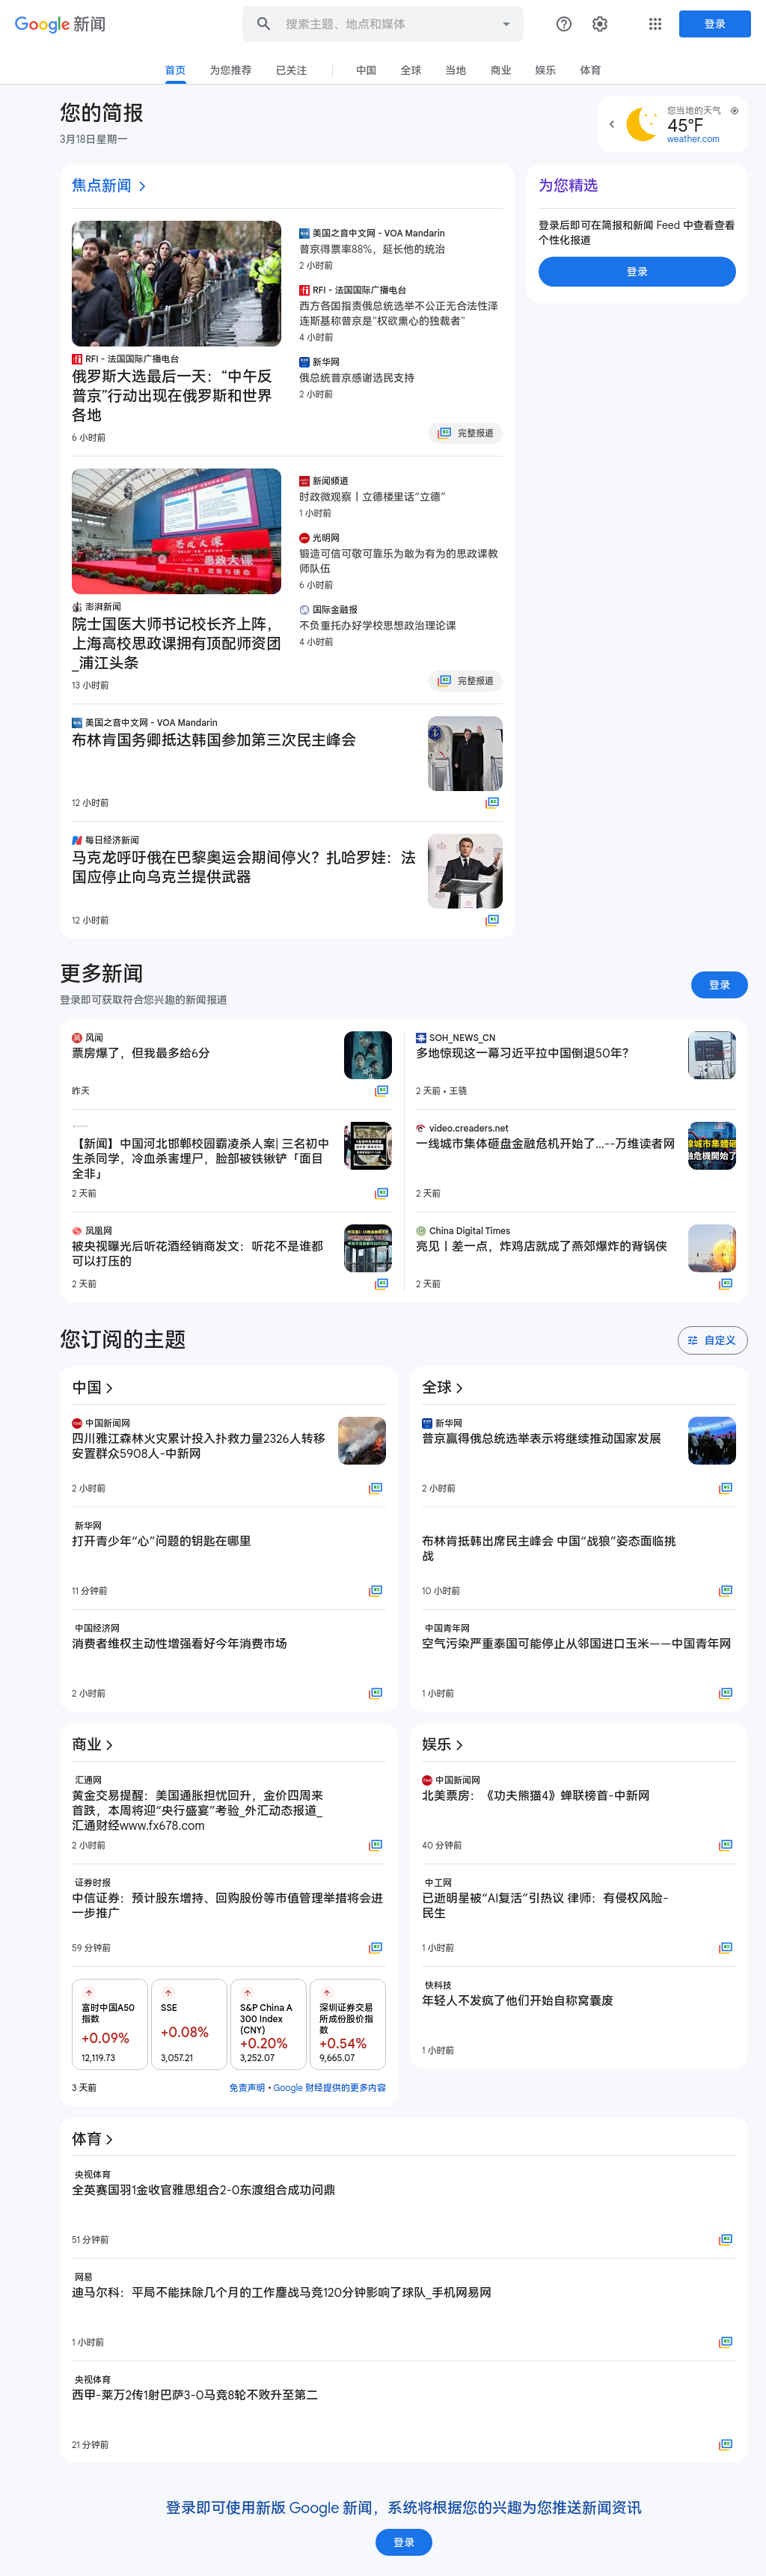 Google 新闻
搜索主题、地点和媒体
登录
首页
为您推荐
已关注
中国
全球
当地
商业
娱乐
体育
您的简报
3月18日星期一
您当地的天气
45°F
weather.com
焦点新闻
RFI - 法国国际广播电台
俄罗斯大选最后一天：“中午反
普京”行动出现在俄罗斯和世界
各地
6 小时前
美国之音中文网 - VOA Mandarin
普京得票率88%，延长他的统治
2 小时前
RFI - 法国国际广播电台
西方各国指责俄总统选举不公正无合法性泽
连斯基称普京是"权欲熏心的独裁者"
4 小时前
新华网
俄总统普京感谢选民支持
2 小时前
完整报道
为您精选
登录后即可在简报和新闻 Feed 中查看查看
个性化报道
登录
澎湃新闻
院士国医大师书记校长齐上阵，
上海高校思政课拥有顶配师资团
_浦江头条
13 小时前
新闻频道
时政微观察丨立德楼里话“立德”
1 小时前
光明网
锻造可信可敬可靠乐为敢为有为的思政课教
师队伍
6 小时前
国际金融报
不负重托办好学校思想政治理论课
4 小时前
完整报道
美国之音中文网 - VOA Mandarin
布林肯国务卿抵达韩国参加第三次民主峰会
12 小时前
每日经济新闻
马克龙呼吁俄在巴黎奥运会期间停火？扎哈罗娃：法
国应停止向乌克兰提供武器
12 小时前
更多新闻
登录即可获取符合您兴趣的新闻报道
登录
风闻
票房爆了，但我最多给6分
昨天
SOH_NEWS_CN
多地惊现这一幕习近平拉中国倒退50年?
2 天前 • 王骁
【新闻】中国河北邯郸校园霸凌杀人案| 三名初中
生杀同学，冷血杀害埋尸，脸部被铁锹铲「面目
全非」
2 天前
video.creaders.net
一线城市集体砸盘金融危机开始了...--万维读者网
2 天前
凤凰网
被央视曝光后听花酒经销商发文：听花不是谁都
可以打压的
2 天前
China Digital Times
亮见丨差一点，炸鸡店就成了燕郊爆炸的背锅侠
2 天前
您订阅的主题
自定义
中国
中国新闻网
四川雅江森林火灾累计投入扑救力量2326人转移
安置群众5908人-中新网
2 小时前
新华网
打开青少年“心”问题的钥匙在哪里
11 分钟前
中国经济网
消费者维权主动性增强看好今年消费市场
2 小时前
全球
新华网
普京赢得俄总统选举表示将继续推动国家发展
2 小时前
布林肯抵韩出席民主峰会 中国“战狼”姿态面临挑
战
10 小时前
中国青年网
空气污染严重泰国可能停止从邻国进口玉米——中国青年网
1 小时前
商业
汇通网
黄金交易提醒：美国通胀担忧回升，金价四周来
首跌，本周将迎“央行盛宴”考验_外汇动态报道_
汇通财经www.fx678.com
2 小时前
证券时报
中信证券：预计股东增持、回购股份等市值管理举措将会进
一步推广
59 分钟前
富时中国A50
指数
+0.09%
12,119.73
SSE
+0.08%
3,057.21
S&P China A
300 Index
(CNY)
+0.20%
3,252.07
深圳证券交易
所成份股价指
数
+0.54%
9,665.07
3 天前
免责声明 • Google 财经提供的更多内容
娱乐
中国新闻网
北美票房：《功夫熊猫4》蝉联榜首-中新网
40 分钟前
中工网
已逝明星被“AI复活”引热议 律师：有侵权风险-
民生
1 小时前
快科技
年轻人不发疯了他们开始自称窝囊废
1 小时前
体育
央视体育
全英赛国羽1金收官雅思组合2-0东渡组合成功问鼎
51 分钟前
网易
迪马尔科：平局不能抹除几个月的工作鏖战马竞120分钟影响了球队_手机网易网
1 小时前
央视体育
西甲-莱万2传1射巴萨3-0马竞8轮不败升至第二
21 分钟前
登录即可使用新版 Google 新闻，系统将根据您的兴趣为您推送新闻资讯
登录